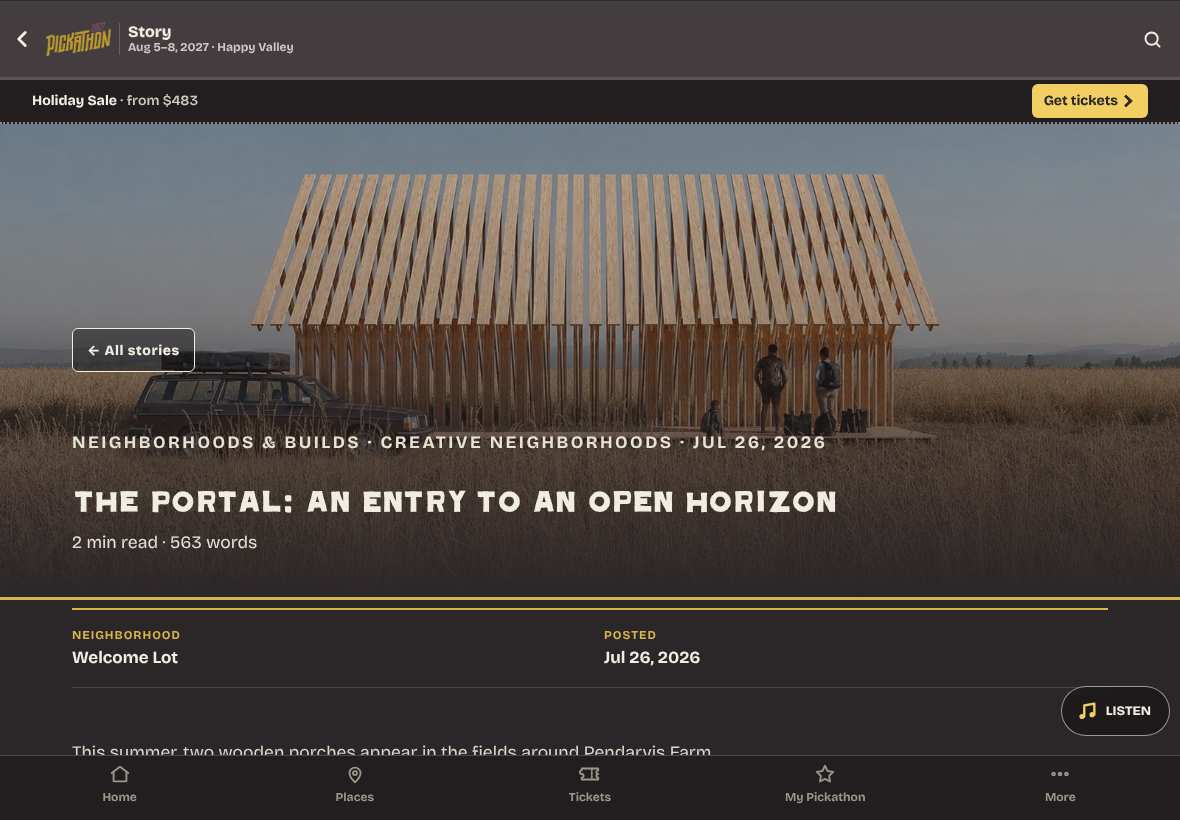 PICKATHON
Story
Aug 5–8, 2027 · Happy Valley
Holiday Sale · from $483
Get tickets
← All stories
NEIGHBORHOODS & BUILDS · CREATIVE NEIGHBORHOODS · JUL 26, 2026
THE PORTAL: AN ENTRY TO AN OPEN HORIZON
2 min read · 563 words
NEIGHBORHOOD
Welcome Lot
POSTED
Jul 26, 2026
LISTEN
This summer, two wooden porches appear in the fields around Pendarvis Farm.
Home
Places
Tickets
My Pickathon
More